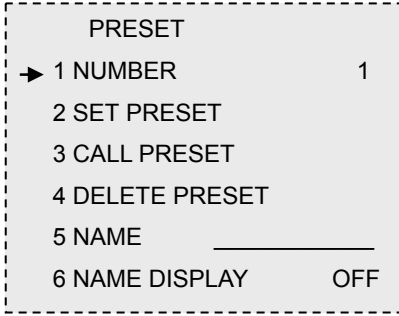 PRESET
1 NUMBER 1
2 SET PRESET
3 CALL PRESET
4 DELETE PRESET
5 NAME
6 NAME DISPLAY OFF